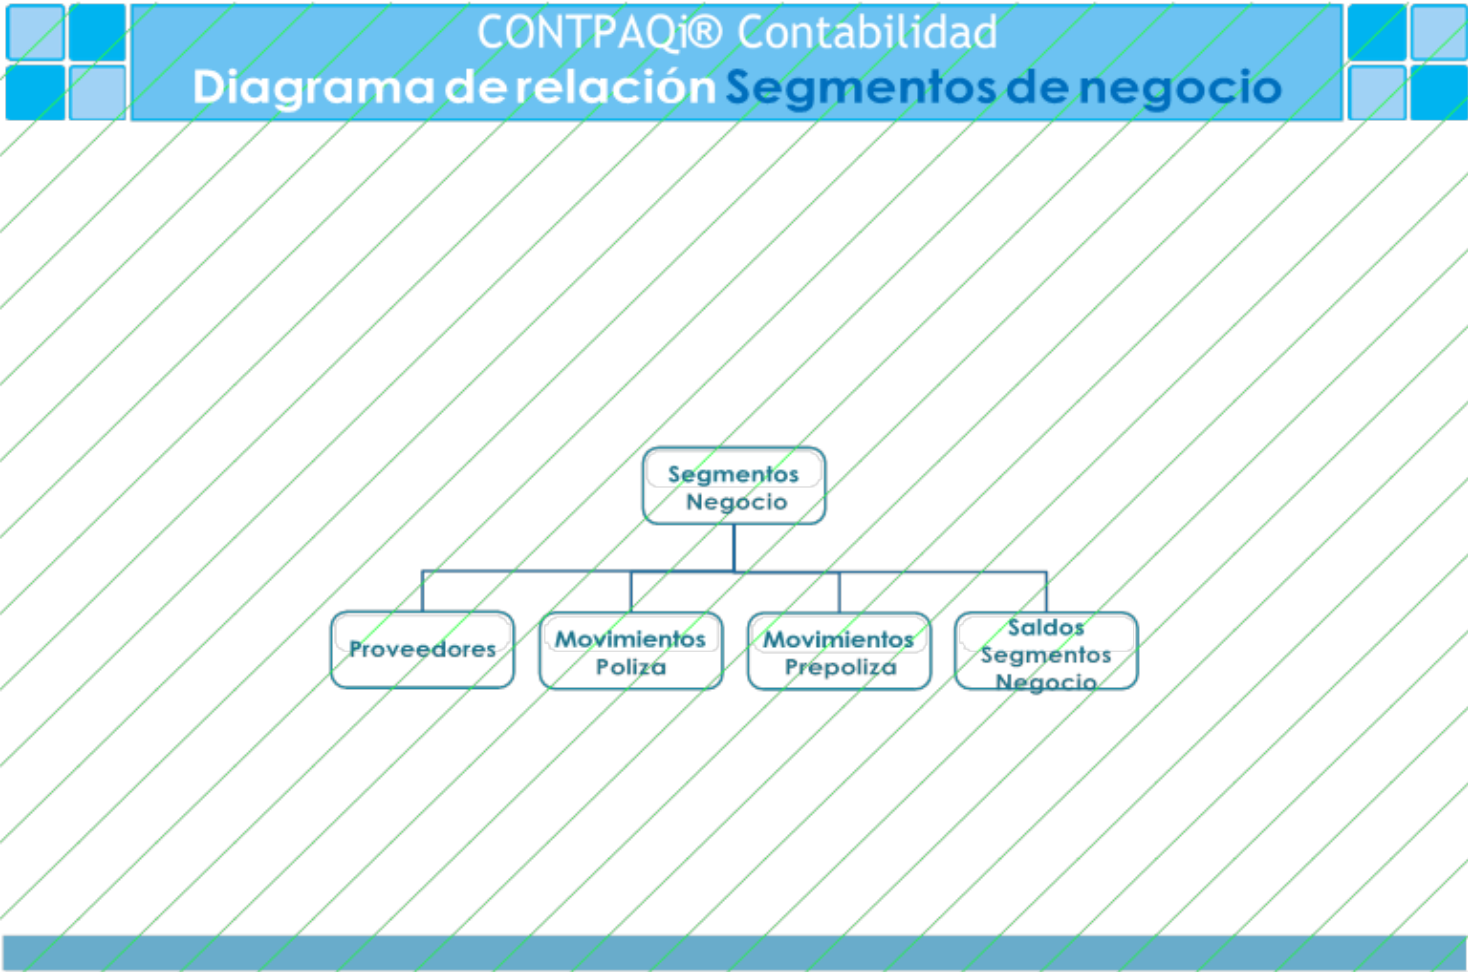 CONTPAQi® Contabilidad
Diagrama de relación Segmentos de negocio
Segmentos
Negocio
Proveedores
Movimientos
Poliza
Movimientos
Prepoliza
Saldos
Segmentos
Negocio